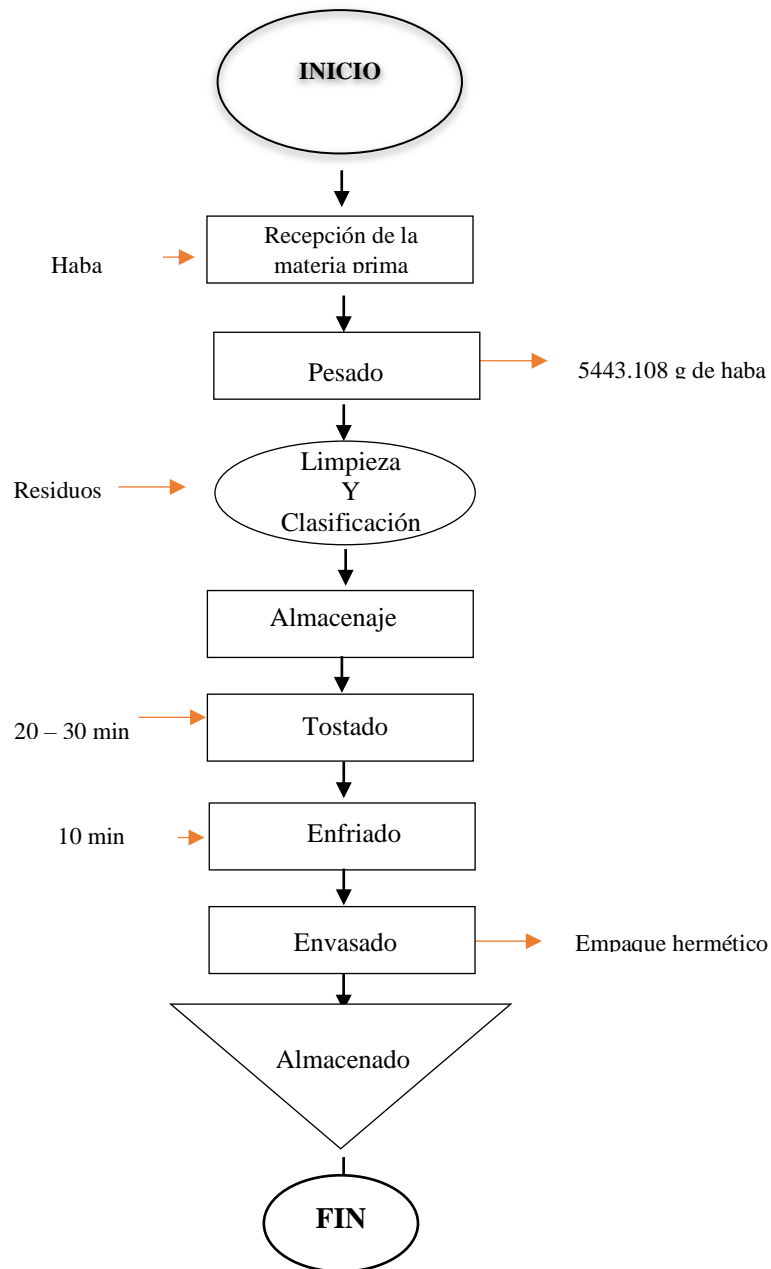 INICIO
Recepción de la
materia prima
Haba
Pesado
5443.108 g de haba
Limpieza
Y
Clasificación
Residuos
Almacenaje
Tostado
20 – 30 min
Enfriado
10 min
Envasado
Empaque hermético
Almacenado
FIN